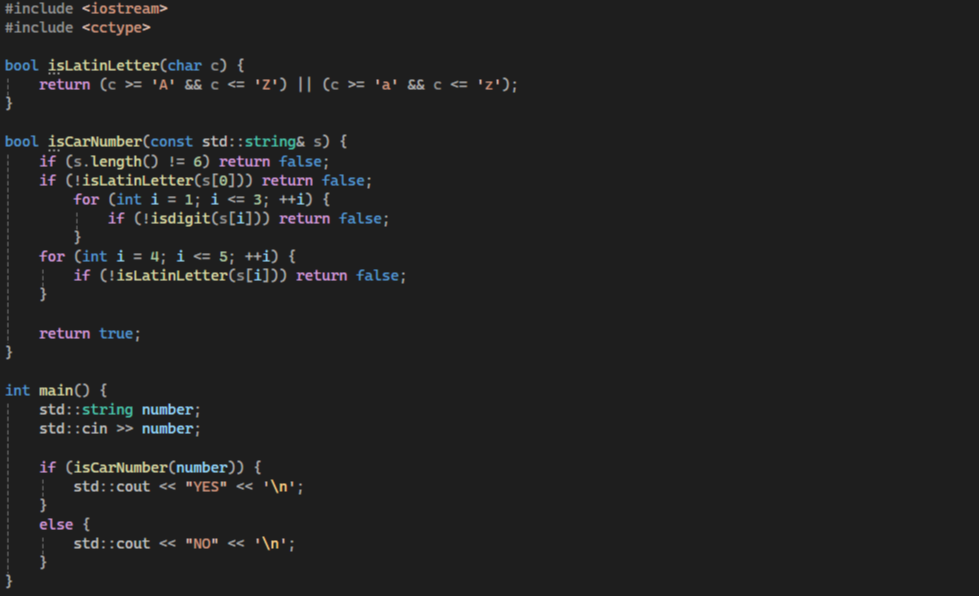 #include <iostream>
#include <cctype>

bool isLatinLetter(char c) {
    return (c >= 'A' && c <= 'Z') || (c >= 'a' && c <= 'z');
}

bool isCarNumber(const std::string& s) {
    if (s.length() != 6) return false;
    if (!isLatinLetter(s[0])) return false;
        for (int i = 1; i <= 3; ++i) {
            if (!isdigit(s[i])) return false;
        }
    for (int i = 4; i <= 5; ++i) {
        if (!isLatinLetter(s[i])) return false;
    }

    return true;
}

int main() {
    std::string number;
    std::cin >> number;

    if (isCarNumber(number)) {
        std::cout << "YES" << '\n';
    }
    else {
        std::cout << "NO" << '\n';
    }
}